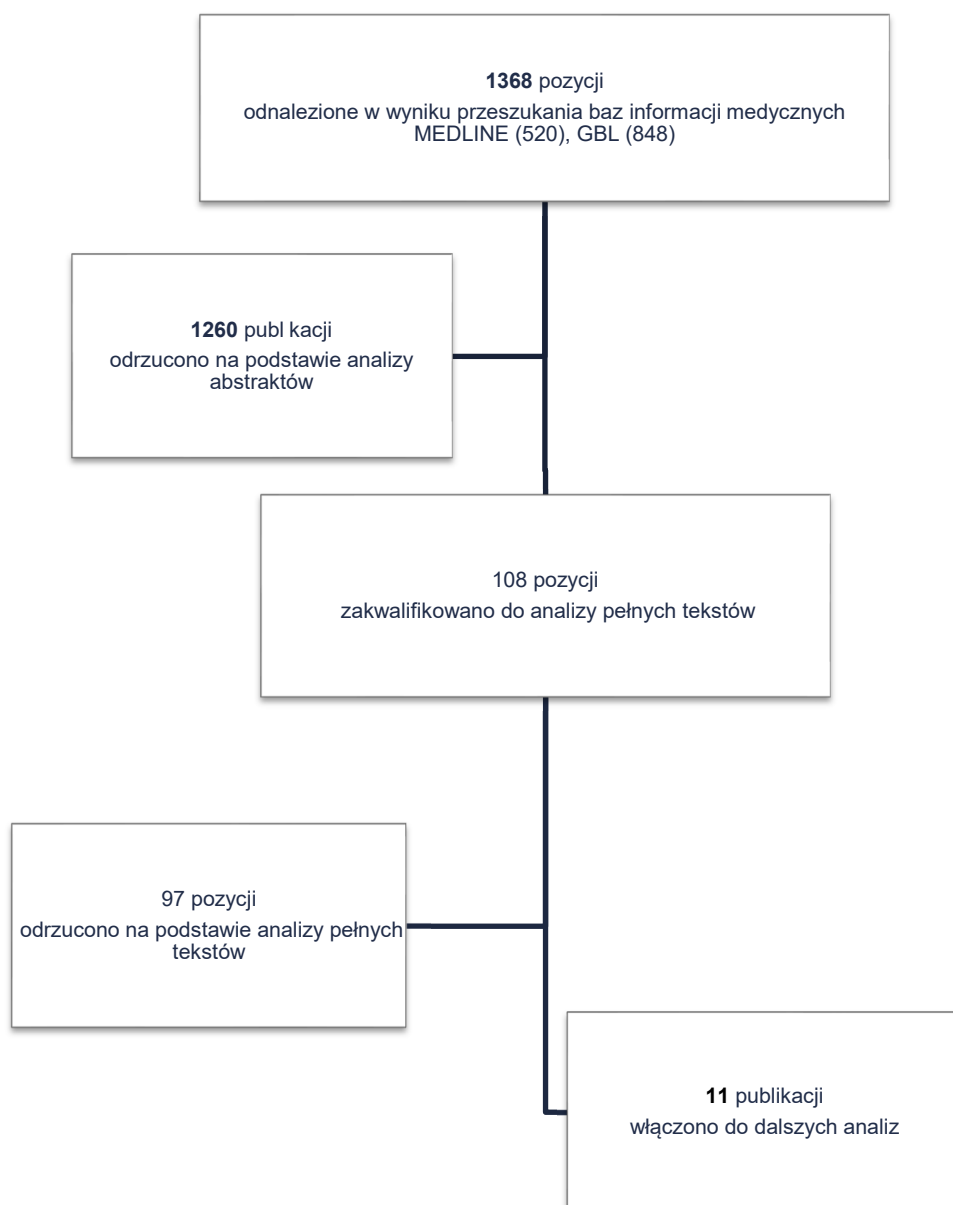 1368 pozycji
odnalezione w wyniku przeszukania baz informacji medycznych
MEDLINE (520), GBL (848)
1260 publ kacji
odrzucono na podstawie analizy
abstraktów
108 pozycji
zakwalifikowano do analizy pełnych tekstów
97 pozycji
odrzucono na podstawie analizy pełnych
tekstów
11 publikacji
włączono do dalszych analiz